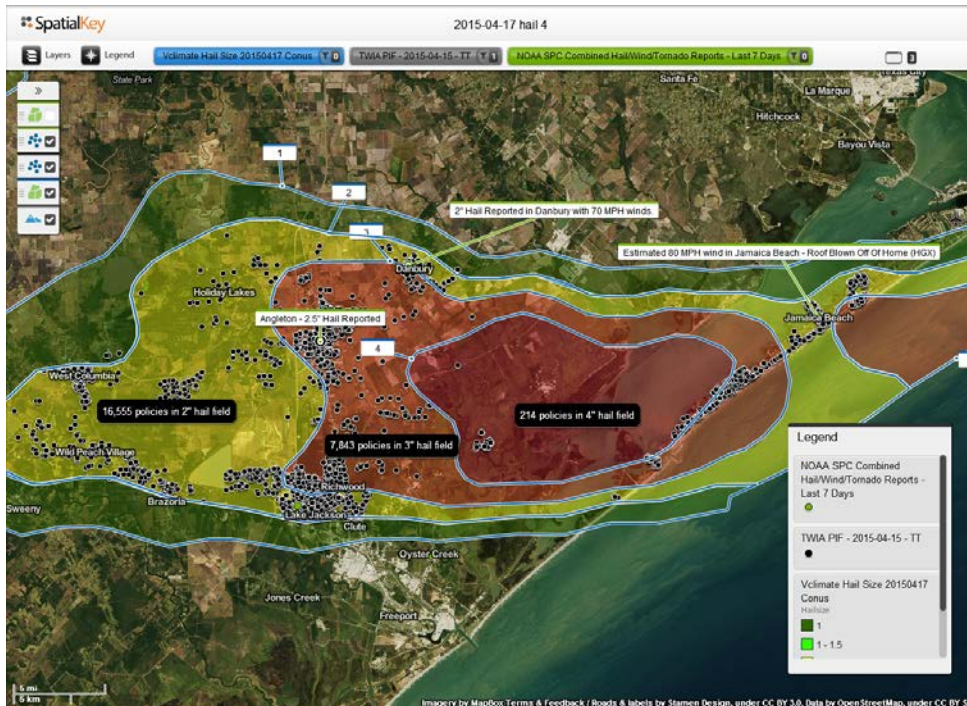 SpatialKey
2015-04-17 hail 4
Layers
Legend
Vclimate Hail Size 20150417 Conus
0
TWIA PIF - 2015-04-15 - TT
1
NOAA SPC Combined Hail/Wind/Tornado Reports - Last 7 Days
0
3
State Park
Santa Fe
Texas City
La Marque
Hitchcock
Bayou Vista
1
2
2" Hail Reported in Danbury with 70 MPH winds.
3
Estimated 80 MPH wind in Jamaica Beach - Roof Blown Off Of Home (HGX)
Danbury
Holiday Lakes
Angleton - 2.5" Hail Reported
Jamaica Beach
4
West Columbia
16,555 policies in 2" hail field
214 policies in 4" hail field
7,843 policies in 3" hail field
Wild Peach Village
Richwood
Brazoria
Sweeny
Lake Jackson
Clute
Oyster Creek
Jones Creek
Freeport
Legend
NOAA SPC Combined
Hail/Wind/Tornado Reports -
Last 7 Days
TWIA PIF - 2015-04-15 - TT
Vclimate Hail Size 20150417
Conus
Hailsize
1
1 - 1.5
5 mi
5 km
Imagery by MapBox Terms & Feedback / Roads & labels by Stamen Design, under CC BY 3.0. Data by OpenStreetMap, under CC BY S